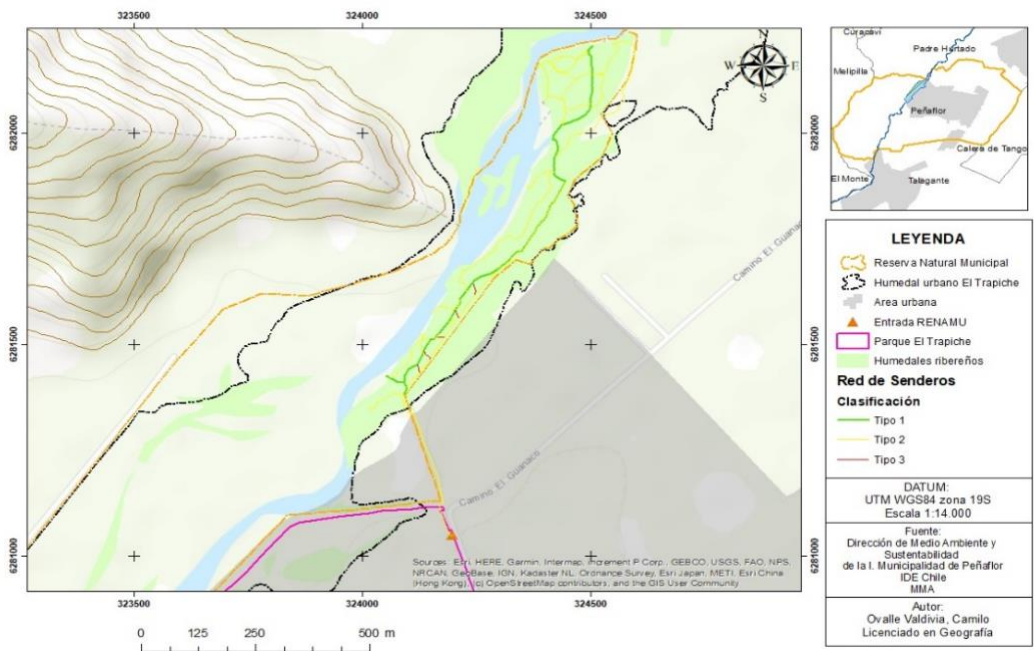 323500
324000
324500
6282000
6281500
6281000
6282000
6281500
6281000
N
W
E
S
Camino El Guanaco
Camino El Guanaco
Sources: Esri, HERE, Garmin, Intermap, increment P Corp., GEBCO, USGS, FAO, NPS,
NRCAN, GeoBase, IGN, Kadaster NL, Ordnance Survey, Esri Japan, METI, Esri China
(Hong Kong), (c) OpenStreetMap contributors, and the GIS User Community
323500
324000
324500
0 125 250 500 m
Curacaví
Padre Hurtado
Melipilla
Peñaflor
Calera de Tango
El Monte
Talagante
LEYENDA
Reserva Natural Municipal
Humedal urbano El Trapiche
Area urbana
Entrada RENAMU
Parque El Trapiche
Humedales ribereños
Red de Senderos
Clasificación
Tipo 1
Tipo 2
Tipo 3
DATUM:
UTM WGS84 zona 19S
Escala 1:14.000
Fuente:
Dirección de Medio Ambiente y
Sustentabilidad
de la I. Municipalidad de Peñaflor
IDE Chile
MMA
Autor:
Ovalle Valdivia, Camilo
Licenciado en Geografía